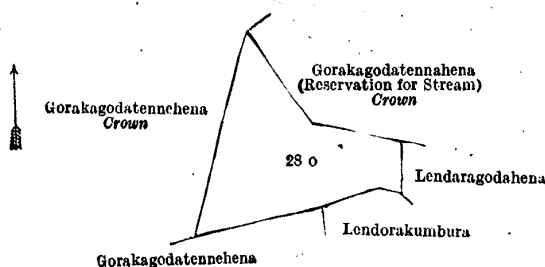 Gorakagodatennahena
(Reservation for Stream)
Crown
Gorakagodatennehena
Crown
28 0
Lendaragodahena
Lendorakumbura
Gorakagodatennehena